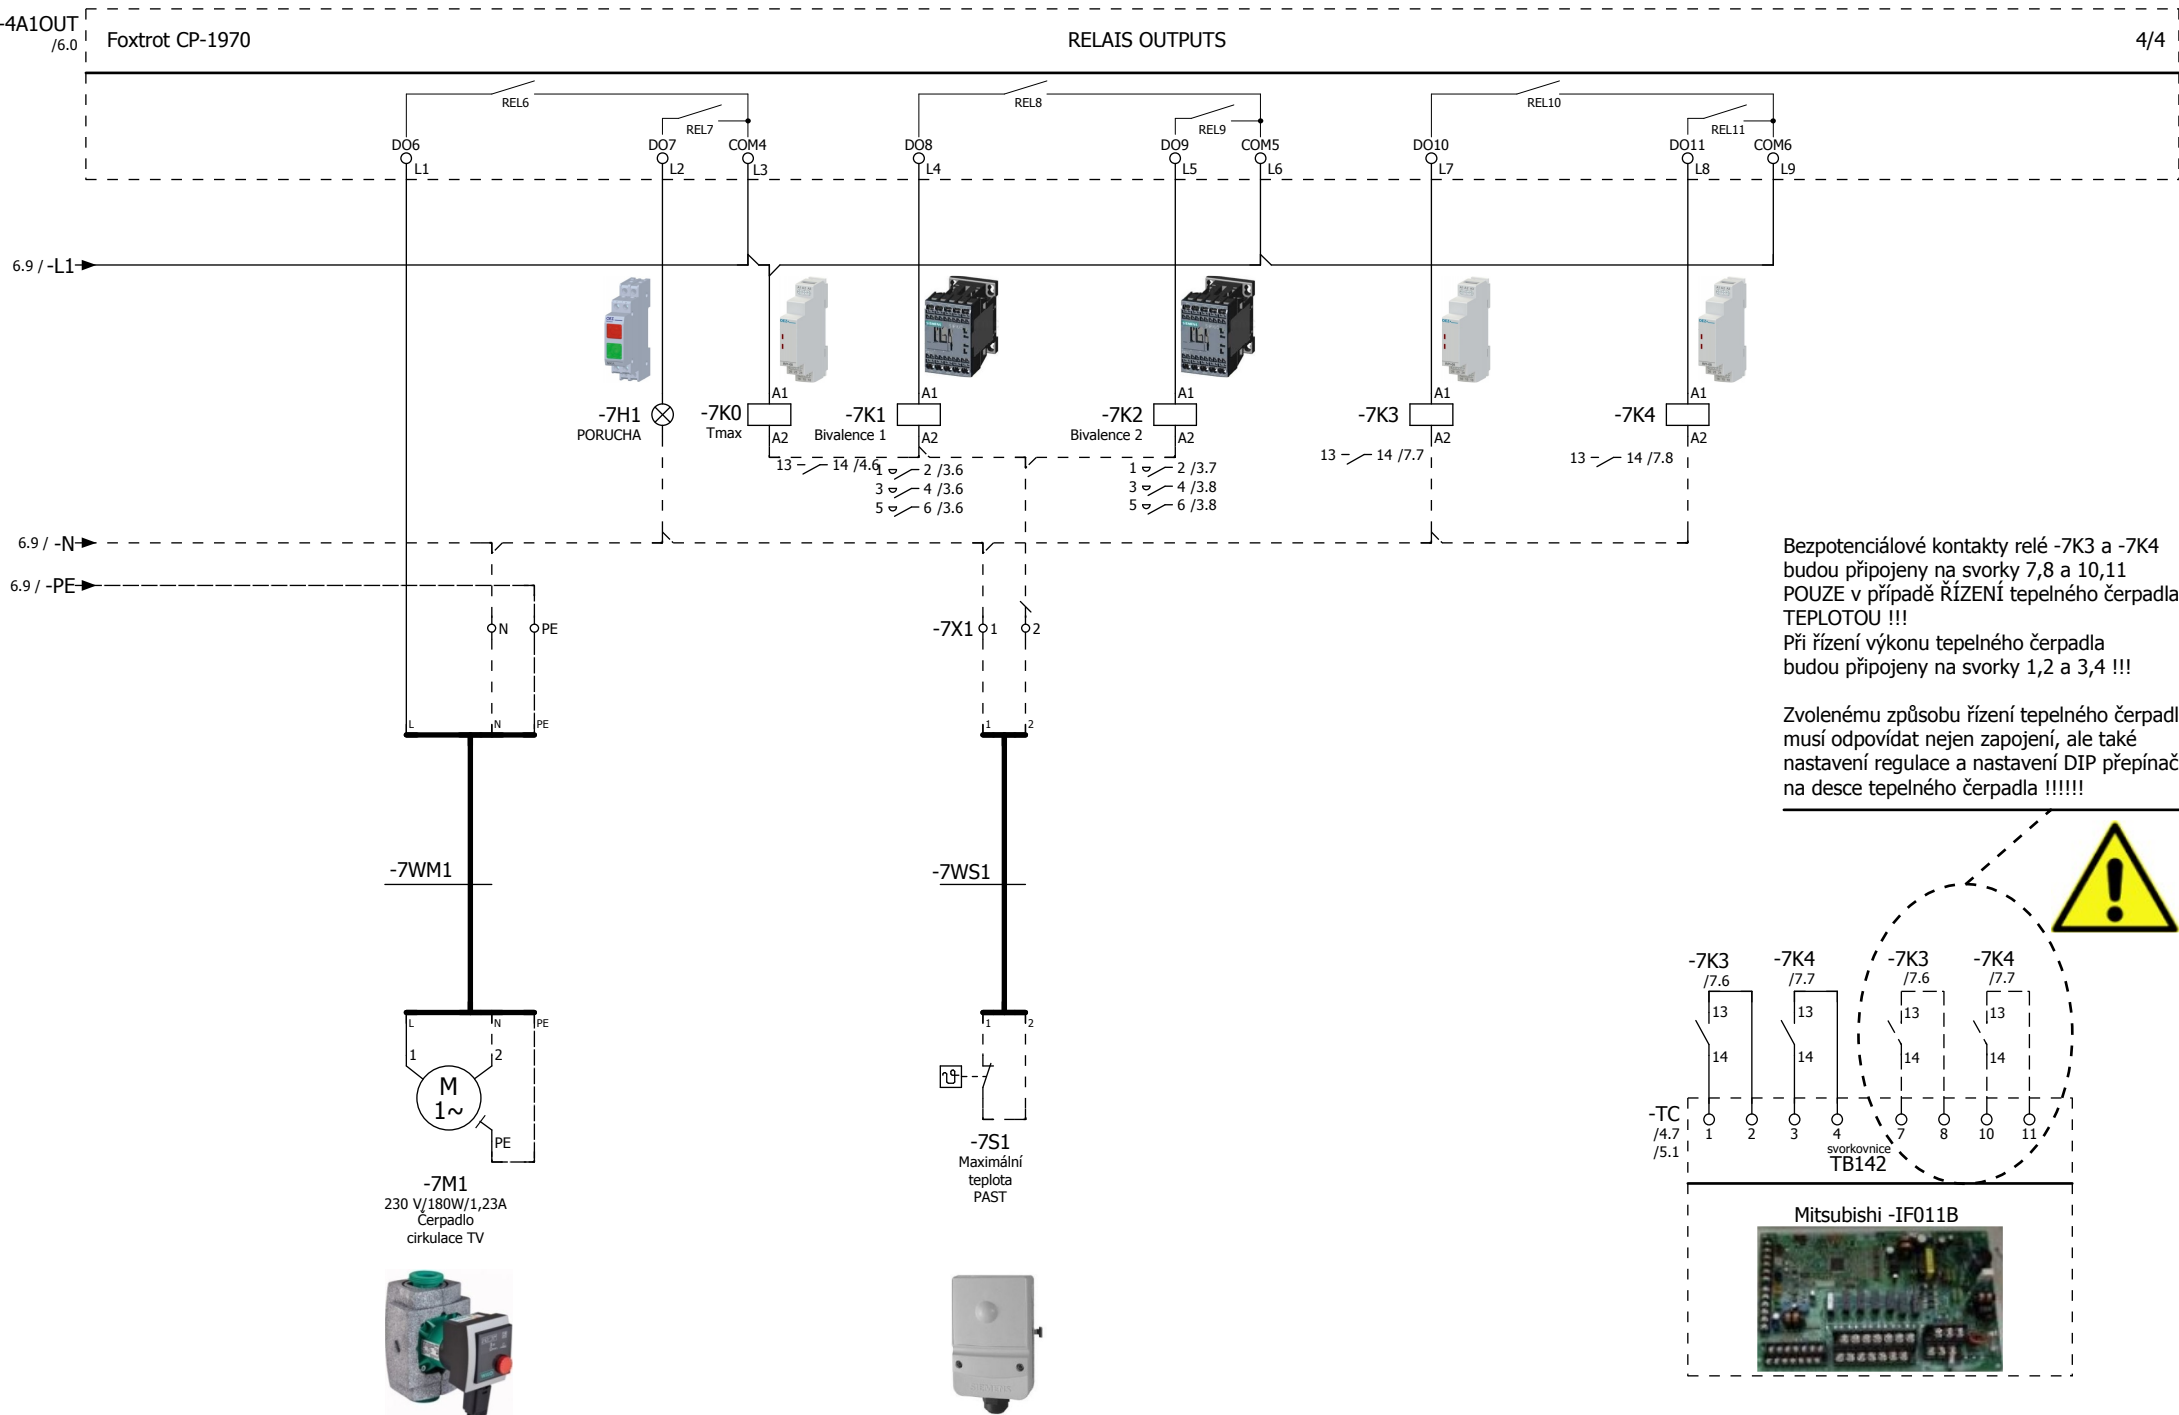 -4A1OUT
/6.0
Foxtrot CP-1970
RELAIS OUTPUTS
4/4
REL6
REL7
REL8
REL9
REL10
REL11
DO6
DO7
COM4
DO8
DO9
COM5
DO10
DO11
COM6
L1
L2
L3
L4
L5
L6
L7
L8
L9
6.9 / -L1
A1
A1
A1
A1
A1
-7H1
PORUCHA
-7K0
Tmax
-7K1
Bivalence 1
-7K2
Bivalence 2
-7K3
-7K4
A2
A2
A2
A2
A2
13 14 /4.6
1 2 /3.6
3 4 /3.6
5 6 /3.6
1 2 /3.7
3 4 /3.8
5 6 /3.8
13 14 /7.7
13 14 /7.8
6.9 / -N
6.9 / -PE
N
PE
-7X1
1
2
Bezpotenciálové kontakty relé -7K3 a -7K4
budou připojeny na svorky 7,8 a 10,11
POUZE v případě ŘÍZENÍ tepelného čerpadla
TEPLOTOU !!!
Při řízení výkonu tepelného čerpadla
budou připojeny na svorky 1,2 a 3,4 !!!
Zvolenému způsobu řízení tepelného čerpadl
musí odpovídat nejen zapojení, ale také
nastavení regulace a nastavení DIP přepínač
na desce tepelného čerpadla !!!!!!
L
N
PE
1
2
-7WM1
-7WS1
L
N
PE
1
2
1
2
M
1~
PE
-7M1
230 V/180W/1,23A
Čerpadlo
cirkulace TV
ϑ
-7S1
Maximální
teplota
PAST
-7K3
/7.6
-7K4
/7.7
-7K3
/7.6
-7K4
/7.7
13
13
13
13
14
14
14
14
-TC
/4.7
/5.1
1
2
3
4
7
8
10
11
svorkovnice
TB142
Mitsubishi -IF011B
SIEMENS